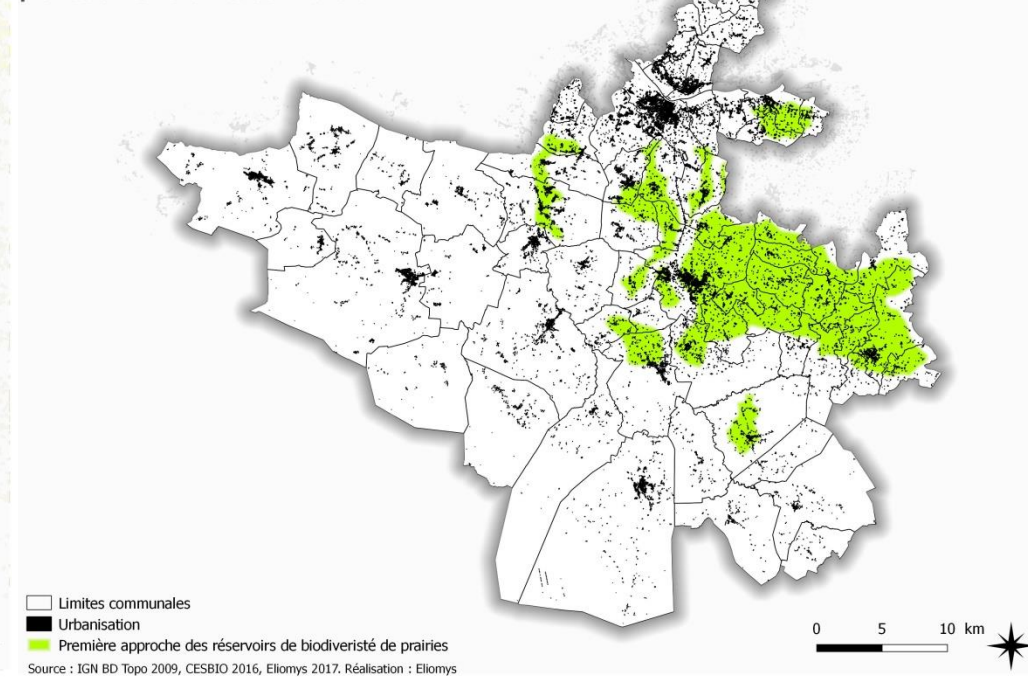 Limites communales
Urbanisation
Première approche des réservoirs de biodiveristé de prairies
0 5 10 km
Source : IGN BD Topo 2009, CESBIO 2016, Eliomys 2017. Réalisation : Eliomys